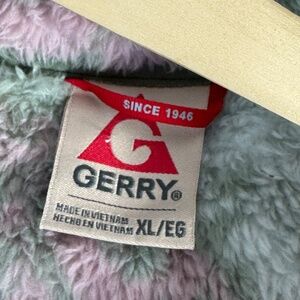 SINCE 1946
G
GERRY®
MADE IN VIETNAM
HECHO EN VIETNAM XL/EG